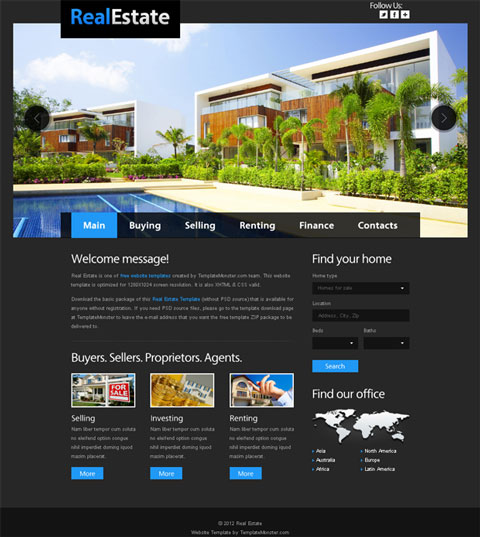 RealEstate
Follow Us:
Main
Buying
Selling
Renting
Finance
Contacts
Welcome message!
Real Estate is one of free website templates created by TemplateMonster.com team. This website
template is optimized for 1280X1024 screen resolution. It is also XHTML & CSS valid.
Download the basic package of this Real Estate Template (without PSD source) that is available for
anyone without registration. If you need PSD source files, please go to the template download
page at TemplateMonster to leave the e-mail address that you want the free template ZIP package to be
delivered to.
Buyers. Sellers. Proprietors. Agents.
FOR
SALE
Selling
Nam liber tempor cum soluta
no eleifend option congue
nihil imperdiet doming iquod
mazim placerat.
More
Investing
Nam liber tempor cum soluta
no eleifend option congue
nihil imperdiet doming iquod
mazim placerat.
More
Renting
Nam liber tempor cum soluta
no eleifend option congue
nihil imperdiet doming iquod
mazim placerat.
More
Find your home
Home type
Homes for sale
Location
Address, City, Zip
Beds
Baths
Search
Find our office
Asia
Australia
Africa
North America
Europe
Latin America
© 2012 Real Estate
Website Template by TemplateMonster.com